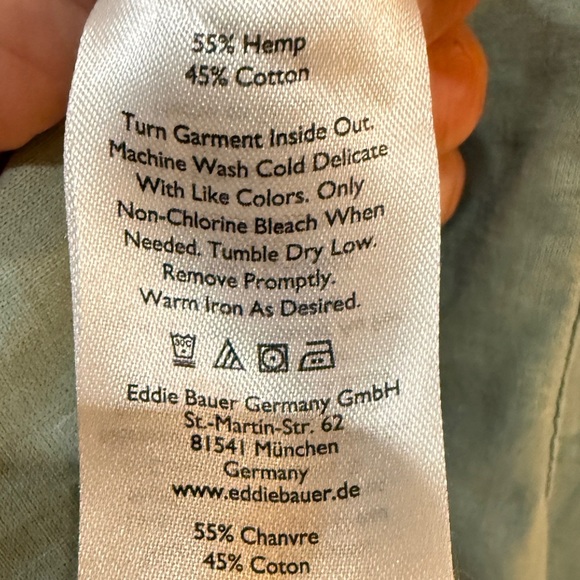 55% Hemp
45% Cotton
Turn Garment Inside Out.
Machine Wash Cold Delicate
With Like Colors. Only
Non-Chlorine Bleach When
Needed. Tumble Dry Low.
Remove Promptly.
Warm Iron As Desired.
Eddie Bauer Germany GmbH
St.-Martin-Str. 62
81541 München
Germany
www.eddiebauer.de
55% Chanvre
45% Coton